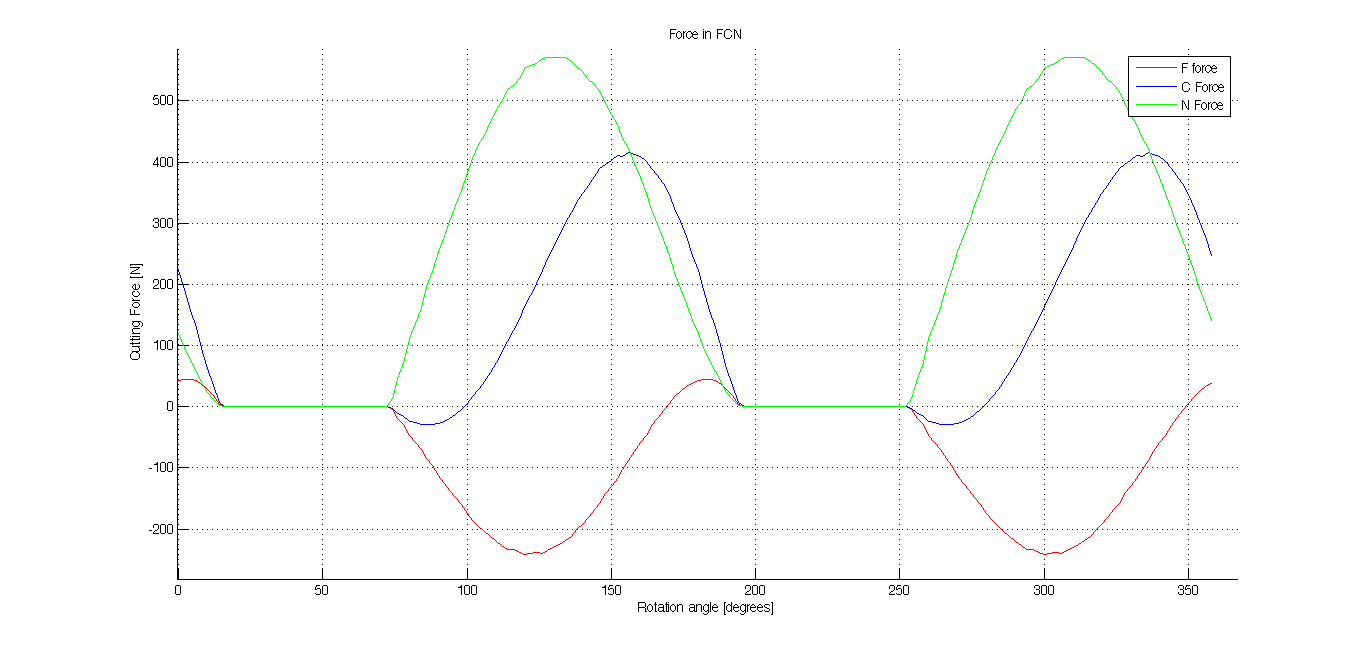 Force in FCN
F force
C Force
N Force
Cutting Force [N]
500
400
300
200
100
0
-100
-200
0 50 100 150 200 250 300 350
Rotation angle [degrees]